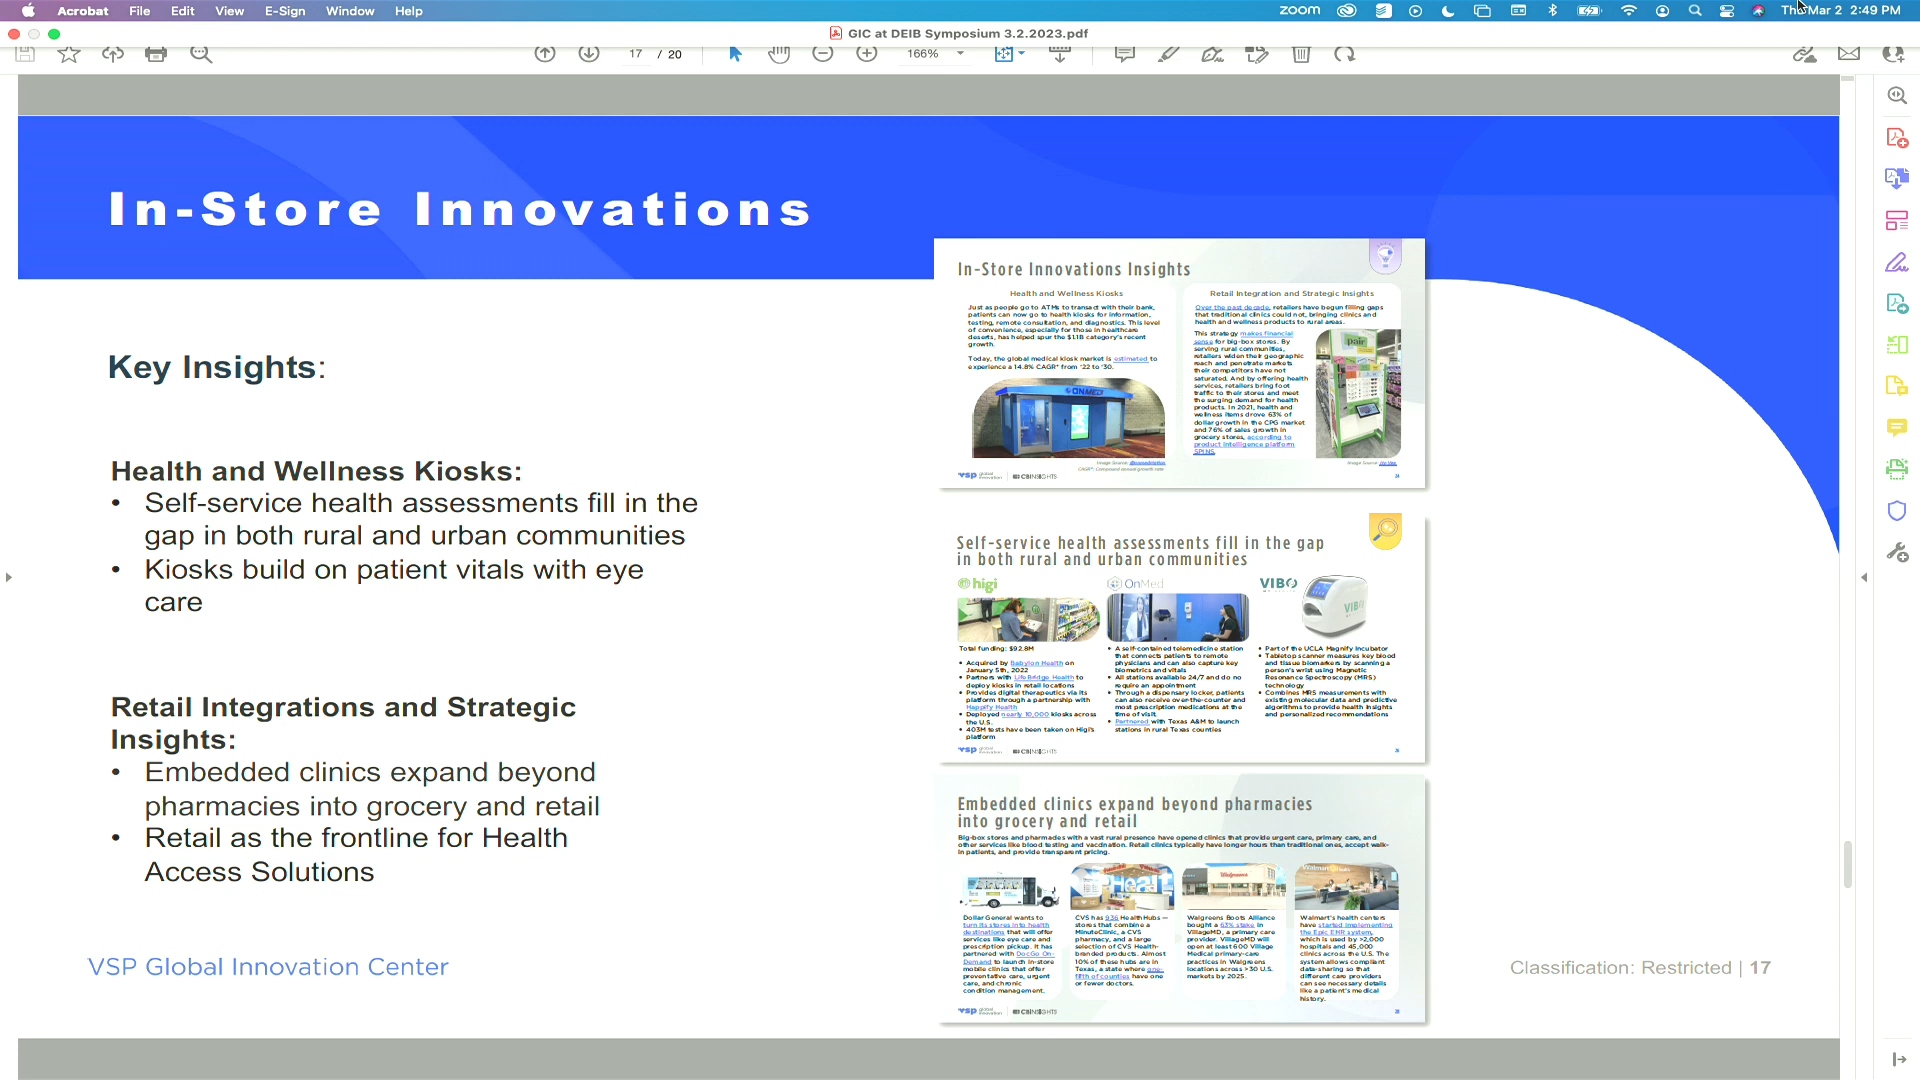 Acrobat File Edit View E-Sign Window Help
zoom
Thu Mar 2 2:49 PM
GIC at DEIB Symposium 3.2.2023.pdf
17 / 20
166%
In-Store Innovations
Key Insights:
Health and Wellness Kiosks:
• Self-service health assessments fill in the
gap in both rural and urban communities
• Kiosks build on patient vitals with eye
care
Retail Integrations and Strategic
Insights:
• Embedded clinics expand beyond
pharmacies into grocery and retail
• Retail as the frontline for Health
Access Solutions
VSP Global Innovation Center
In-Store Innovations Insights
Health and Wellness Kiosks
Just as people go to ATMs to transact with their bank,
patients can now go to health kiosks for information,
testing, remote consultation, and diagnostics. This level
of convenience, especially for those in healthcare
deserts, has helped spur the $1.1B category's recent
growth.
Today, the global medical kiosk market is estimated to
experience a 14.8% CAGR* from '22 to '30.
ONMED
CAGR*: Compound annual growth rate
Retail Integration and Strategic Insights
Over the past decade, retailers have begun filling gaps
that traditional clinics could not, bringing clinics and
health and wellness products to rural areas.
This strategy makes financial
sense for big-box stores. By
serving rural communities,
retailers widen their geographic
reach and penetrate markets
their competitors have not
saturated. And by offering health
services, retailers bring foot
traffic to their stores and meet
the surging demand for health
products. In 2021, health and
wellness items drove 63% of
dollar growth in the CPG market
and 76% of sales growth in
grocery stores, according to
product intelligence platform
SPINS.
pair
Image Source:
vsp global innovation CBINSIGHTS
Self-service health assessments fill in the gap
in both rural and urban communities
higi
Total funding: $92.8M
• Acquired by Babylon Health on
January 5th, 2022
• Partners with LifeBridge Health to
deploy kiosks in retail locations
• Provides digital therapeutics via its
platform through a partnership with
Happify Health
• Deployed nearly 10,000 kiosks across
the U.S.
• 403M tests have been taken on Higi's
platform
OnMed
• A self-contained telemedicine station
that connects patients to remote
physicians and can also capture key
biometrics and vitals
• All stations available 24/7 and do no
require an appointment
• Through a dispensary locker, patients
can also receive over-the-counter and
most prescription medications at the
time of visit
• Partnered with Texas A&M to launch
stations in rural Texas counties
VIBO
• Part of the UCLA Magnify Incubator
• Tabletop scanner measures key blood
and tissue biomarkers by scanning a
person's wrist using Magnetic
Resonance Spectroscopy (MRS)
technology
• Combines MRS measurements with
existing molecular data and predictive
algorithms to provide health insights
and personalized recommendations
vsp global innovation CBINSIGHTS
Embedded clinics expand beyond pharmacies
into grocery and retail
Big-box stores and pharmacies with a vast rural presence have opened clinics that provide urgent care, primary care, and
other services like blood testing and vaccination. Retail clinics typically have longer hours than traditional ones, accept walk-
in patients, and provide transparent pricing.
Dollar General wants to
turn its stores into health
destinations that will offer
services like eye care and
prescription pickup. It has
partnered with DocGo On-
Demand to launch in-store
mobile clinics that offer
preventative care, urgent
care, and chronic
condition management.
CVS has 936 HealthHubs —
stores that combine a
MinuteClinic, a CVS
pharmacy, and a large
selection of CVS Health-
branded products. Almost
10% of these hubs are in
Texas, a state where one-
fifth of counties have one
or fewer doctors.
Walgreens
Walgreens Boots Alliance
bought a 63% stake in
VillageMD, a primary care
provider. VillageMD will
open at least 600 Village
Medical primary-care
practices in Walgreens
locations across >30 U.S.
markets by 2025.
Walmart
Walmart's health centers
have started implementing
the Epic EHR system,
which is used by >2,000
hospitals and 45,000
clinics across the U.S. The
system allows compliant
data-sharing so that
different care providers
can see necessary details
like a patient's medical
history.
vsp global innovation CBINSIGHTS
Classification: Restricted | 17